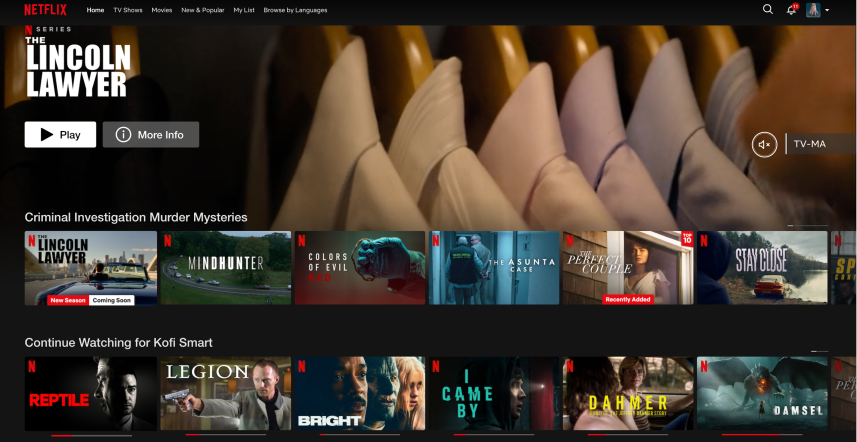 NETFLIX
Home TV Shows Movies New & Popular My List Browse by Languages
11
N SERIES
THE
LINCOLN
LAWYER
Play
More Info
TV-MA
Criminal Investigation Murder Mysteries
N THE
LINCOLN
LAWYER
New Season Coming Soon
N
MINDHUNTER
N
COLORS
OF EVIL
RED
N
THE ASUNTA
CASE
N
THE
PERFECT
COUPLE
TOP
10
Recently Added
N
STAY CLOSE
Continue Watching for Kofi Smart
N
REPTILE
LEGION
N
BRIGHT
N
I
CAME
BY
N
DAHMER
N
DAMSEL